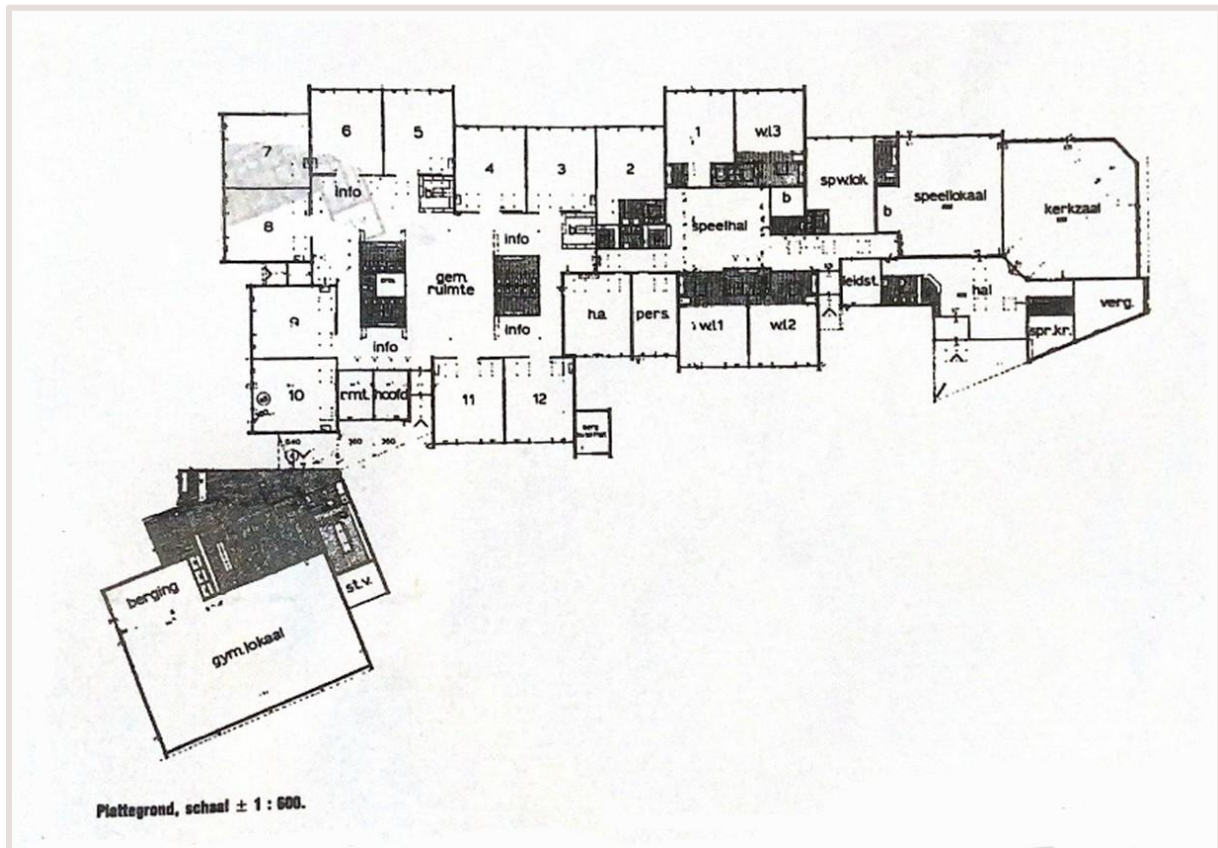 6
5
1
w.l.3
7
4
3
2
sp.w.lok.
speellokaal
kerkzaal
info
b
b
b
8
info
b
speelhal
gem.
ruimte
h.a.
pers.
leidst.
hal
verg.
9
info
w.l.1
w.l.2
spr.kr.
info
10
rmt.
hoofd
11
12
berging
st.v.
gym.lokaal
Plattegrond, schaal ± 1 : 600.